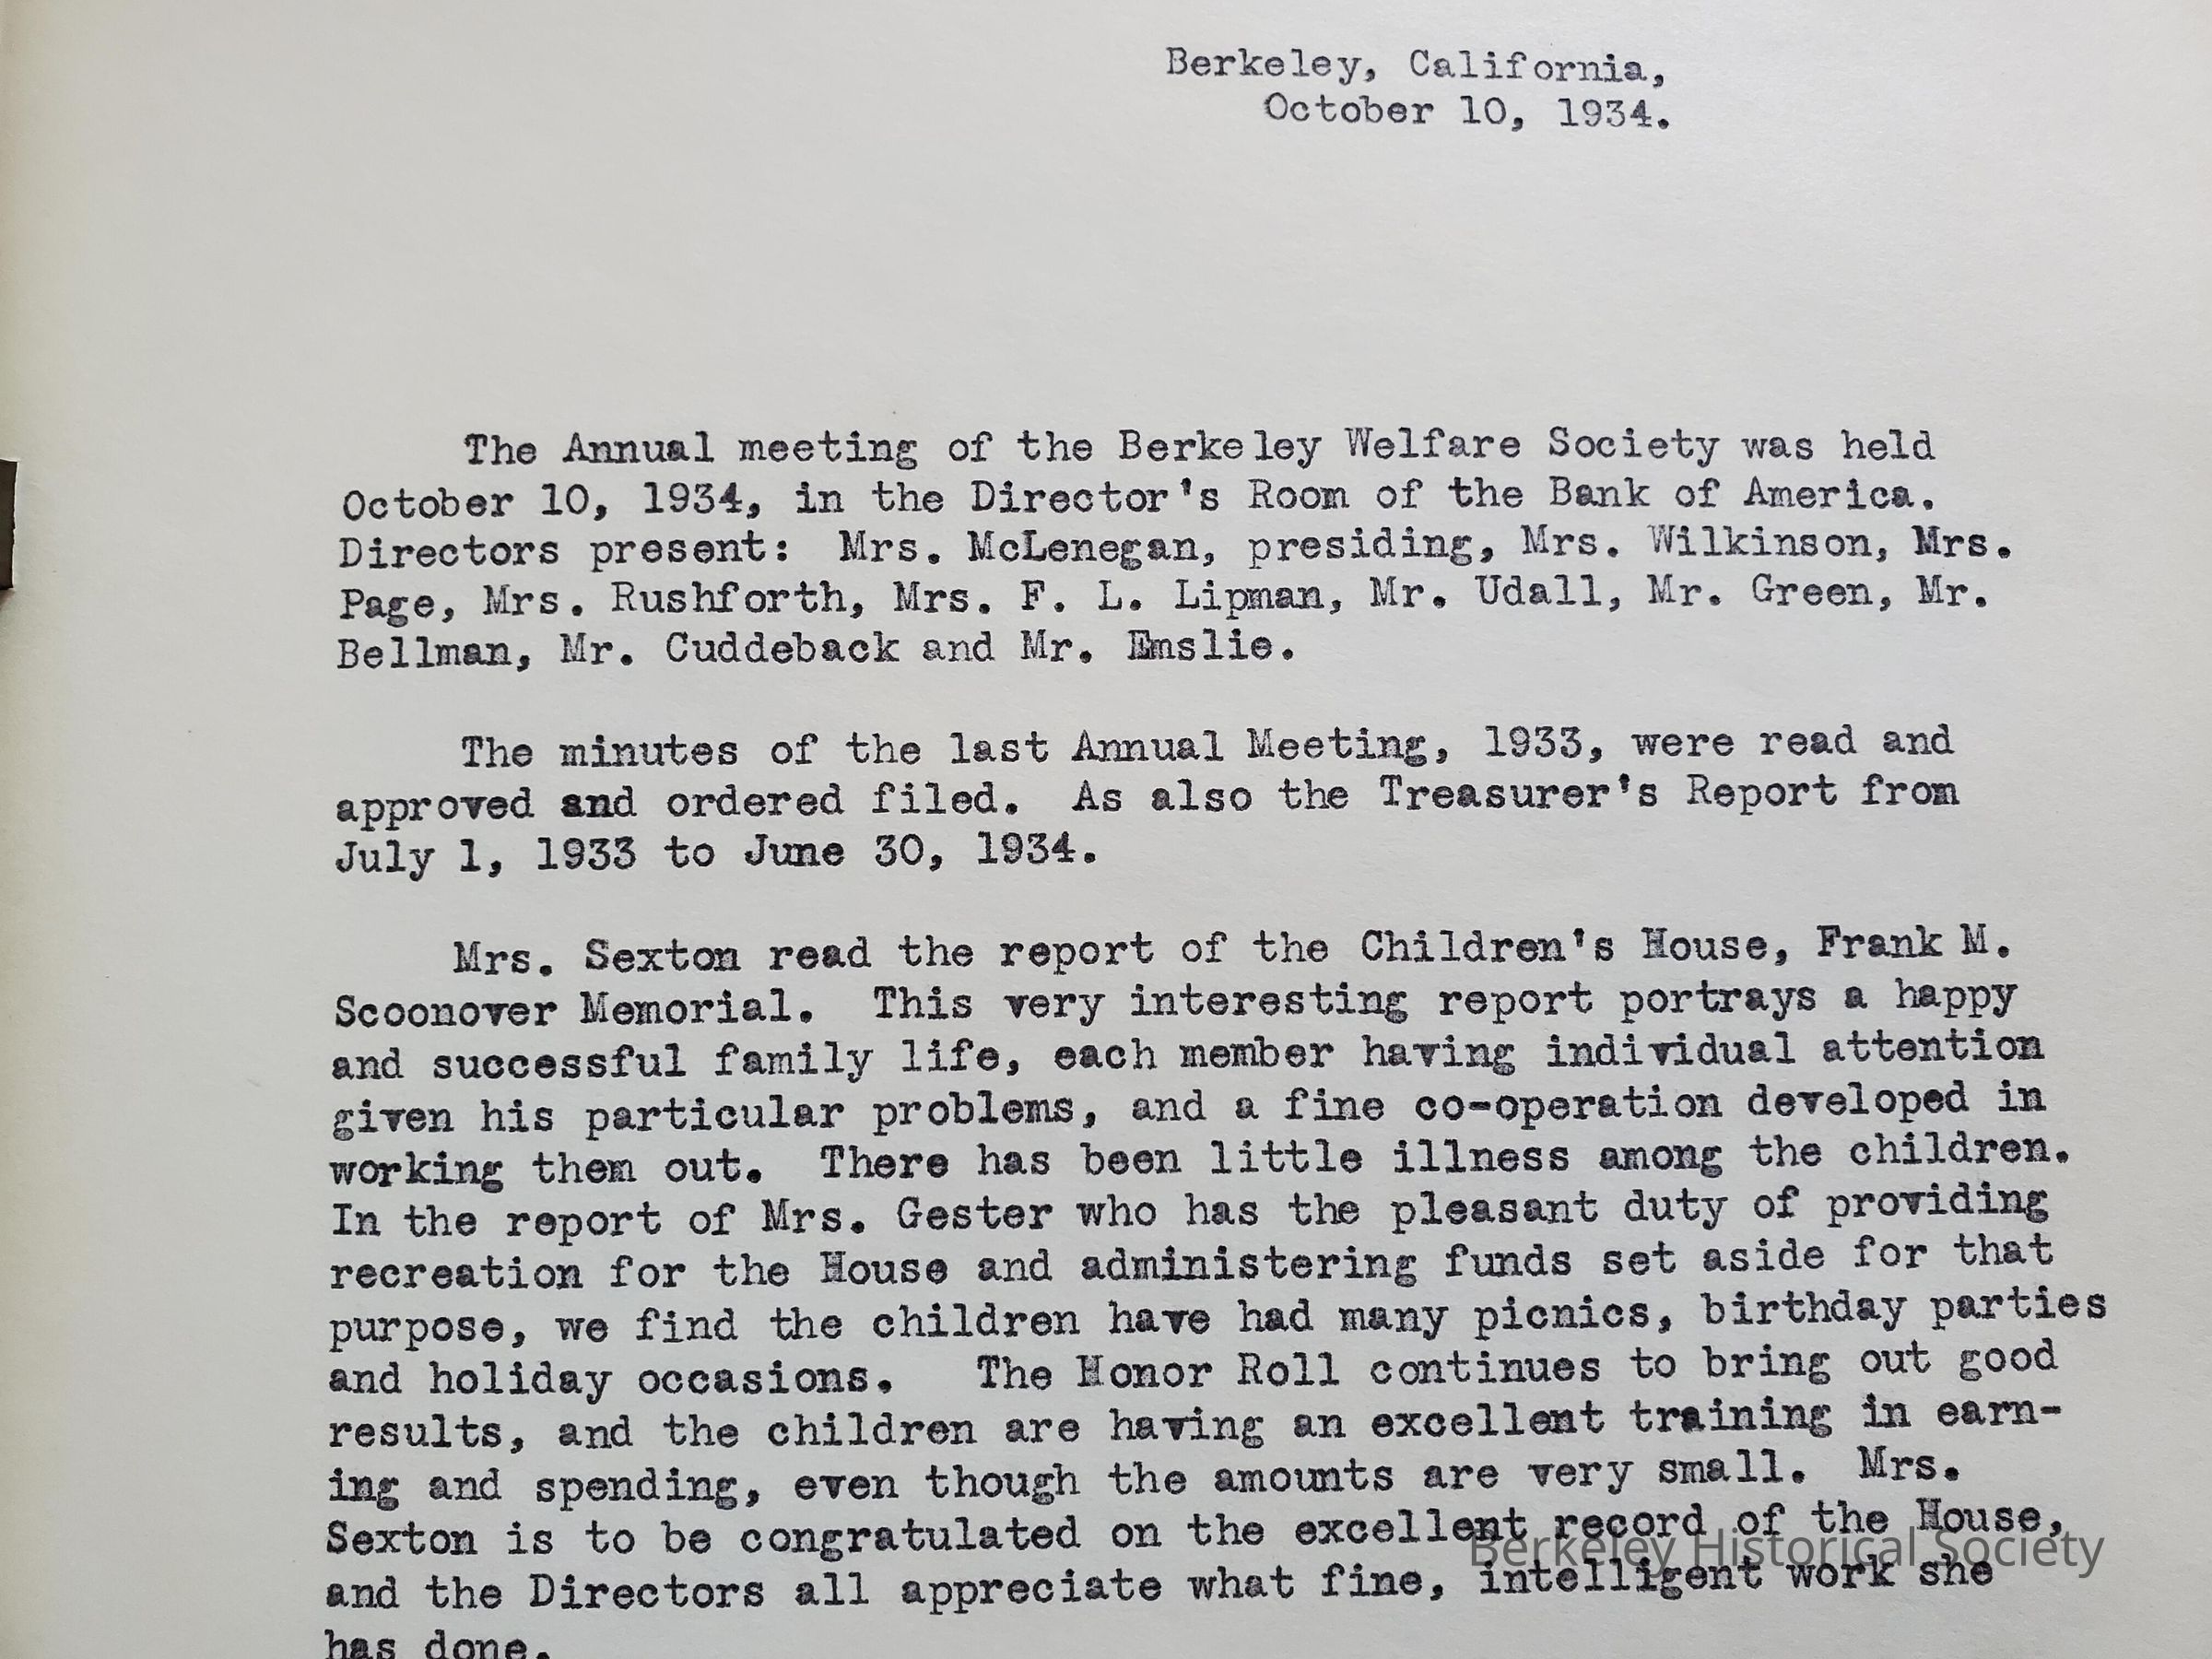 Berkeley, California,
October 10, 1934.
The Annual meeting of the Berkeley Welfare Society was held
October 10, 1934, in the Director's Room of the Bank of America.
Directors present: Mrs. McLenegan, presiding, Mrs. Wilkinson, Mrs.
Page, Mrs. Rushforth, Mrs. F. L. Lipman, Mr. Udall, Mr. Green, Mr.
Bellman, Mr. Cuddeback and Mr. Emslie.
The minutes of the last Annual Meeting, 1933, were read and
approved and ordered filed. As also the Treasurer's Report from
July 1, 1933 to June 30, 1934.
Mrs. Sexton read the report of the Children's House, Frank M.
Scoonover Memorial. This very interesting report portrays a happy
and successful family life, each member having individual attention
given his particular problems, and a fine co-operation developed in
working them out. There has been little illness among the children.
In the report of Mrs. Gester who has the pleasant duty of providing
recreation for the House and administering funds set aside for that
purpose, we find the children have had many picnics, birthday parties
and holiday occasions. The Honor Roll continues to bring out good
results, and the children are having an excellent training in earn-
ing and spending, even though the amounts are very small. Mrs.
Sexton is to be congratulated on the excellent record of the House,
and the Directors all appreciate what fine, intelligent work she
has done.
Berkeley Historical Society